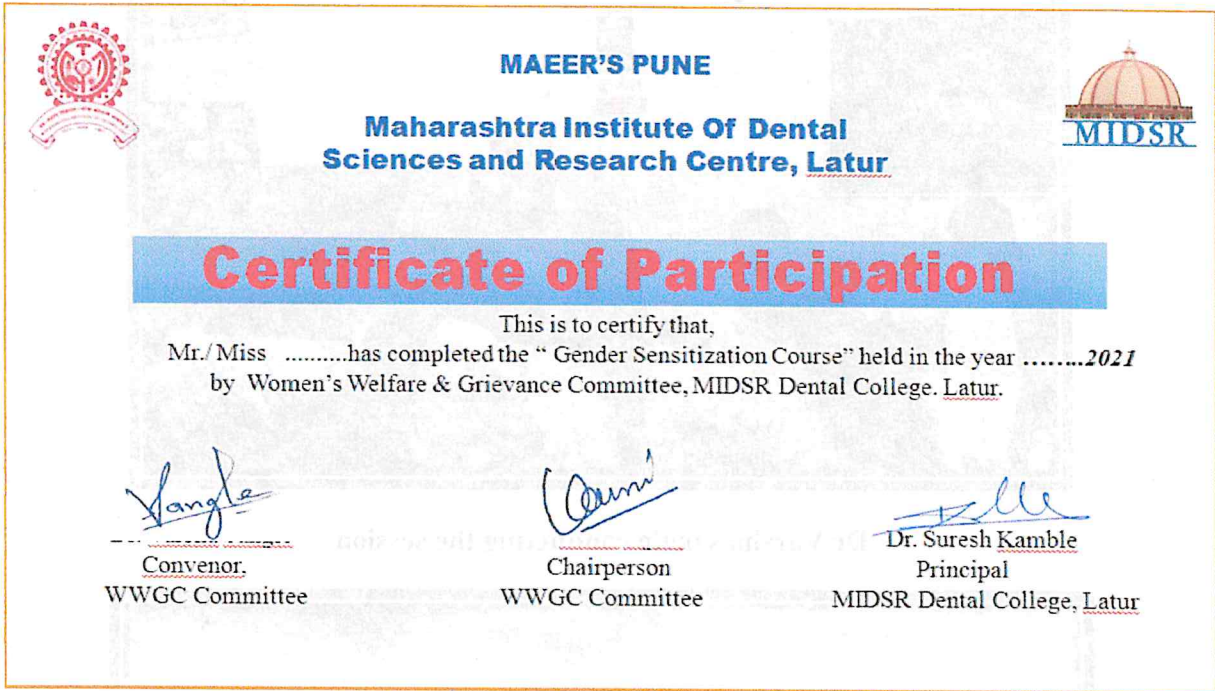 MAEER'S PUNE
MIDSR
Maharashtra Institute Of Dental
Sciences and Research Centre, Latur
Certificate of Participation
This is to certify that,
Mr./ Miss ..........has completed the “ Gender Sensitization Course” held in the year ........2021
by Women's Welfare & Grievance Committee, MIDSR Dental College. Latur.
Dr. Suresh Kamble
Convenor, Chairperson Principal
WWGC Committee WWGC Committee MIDSR Dental College, Latur